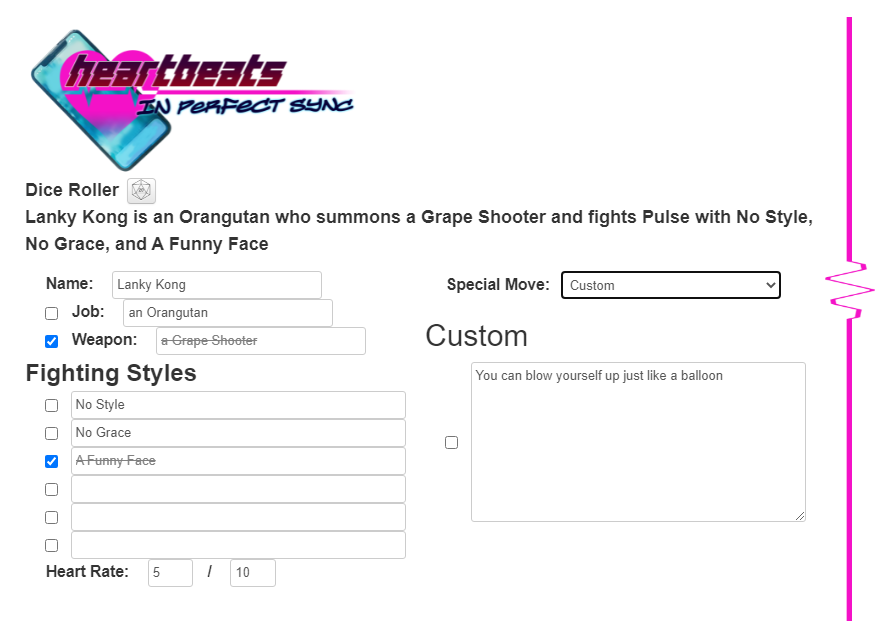 heartbeats
IN PERFECT SYNC
Dice Roller
Lanky Kong is an Orangutan who summons a Grape Shooter and fights Pulse with No Style,
No Grace, and A Funny Face
Name: Lanky Kong
Job: an Orangutan
Weapon: a Grape Shooter
Fighting Styles
No Style
No Grace
A Funny Face
Heart Rate: 5 / 10
Special Move: Custom
Custom
You can blow yourself up just like a balloon